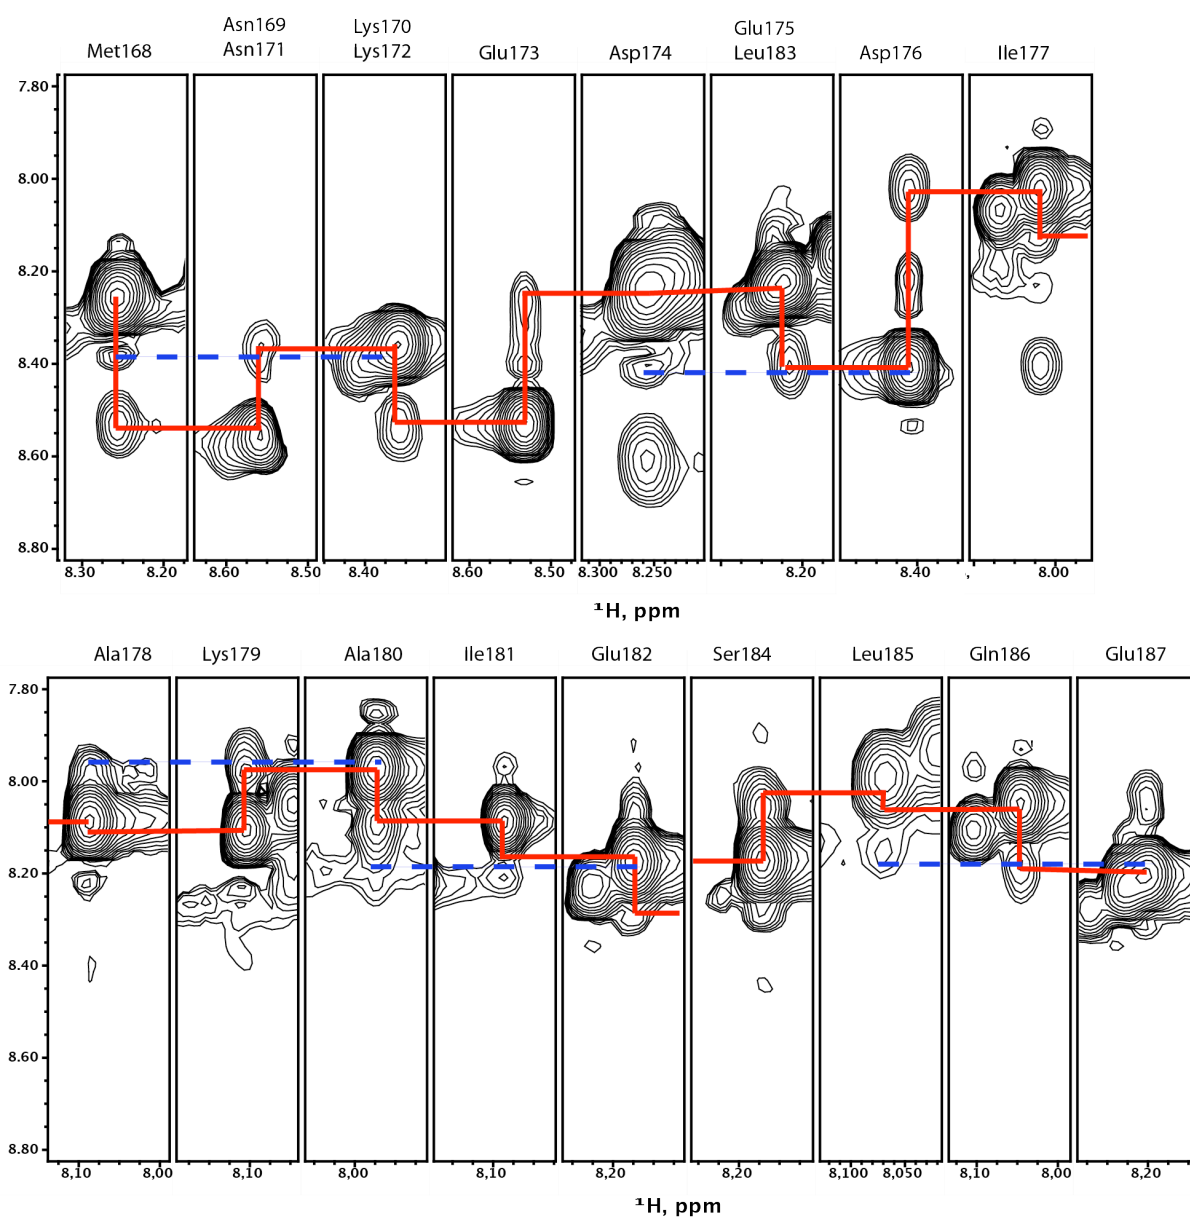 Asn169 Lys170 Glu175
Met168 Asn171 Lys172 Glu173 Asp174 Leu183 Asp176 Ile177
7.80
8.00
8.20
8.40
8.60
8.80
8.30 8.20 8.60 8.50 8.40 8.60 8.50 8.300 8.250 8.20 8.40 , 8.00
¹H, ppm
Ala178 Lys179 Ala180 Ile181 Glu182 Ser184 Leu185 Gln186 Glu187
7.80
8.00
8.20
8.40
8.60
8.80
8,10 8,00 8,10 8,00 8,10 8,20 8,20 8,100 8,050 8,10 8,00 8,20
¹H, ppm